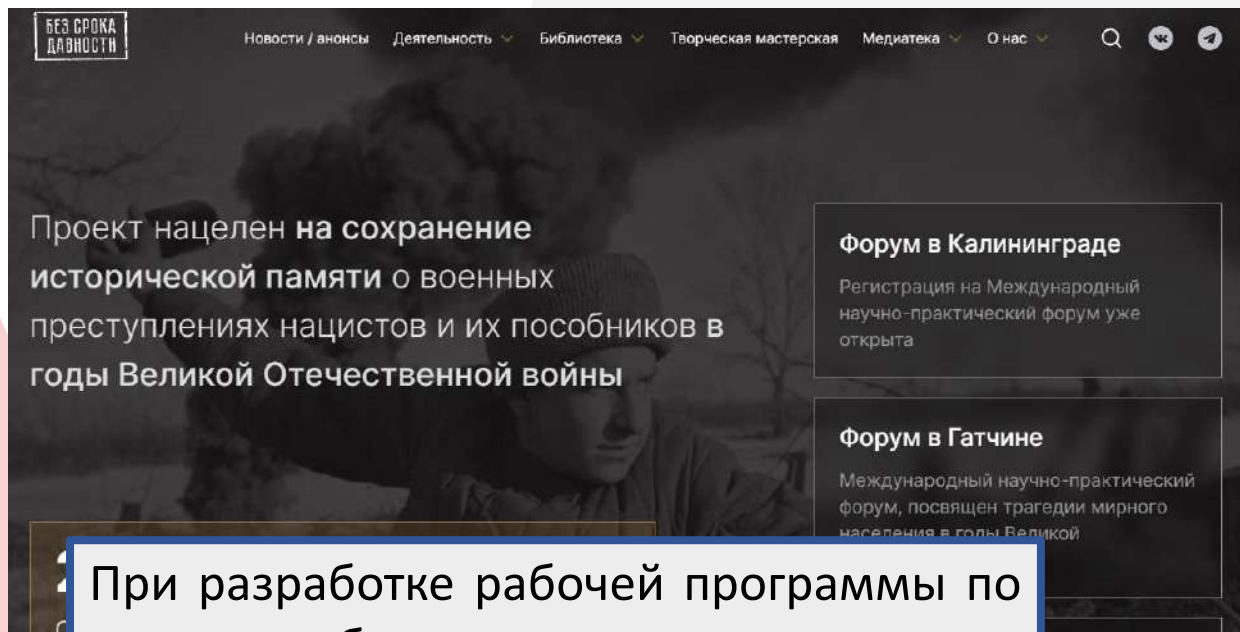 БЕЗ СРОКА
ДАВНОСТИ
Новости / анонсы Деятельность Библиотека Творческая мастерская Медиатека О нас
Проект нацелен на сохранение
исторической памяти о военных
преступлениях нацистов и их пособников в
годы Великой Отечественной войны
Форум в Калининграде
Регистрация на Международный
научно-практический форум уже
открыта
Форум в Гатчине
Международный научно-практический
форум, посвящен трагедии мирного
населения в годы Великой
При разработке рабочей программы по